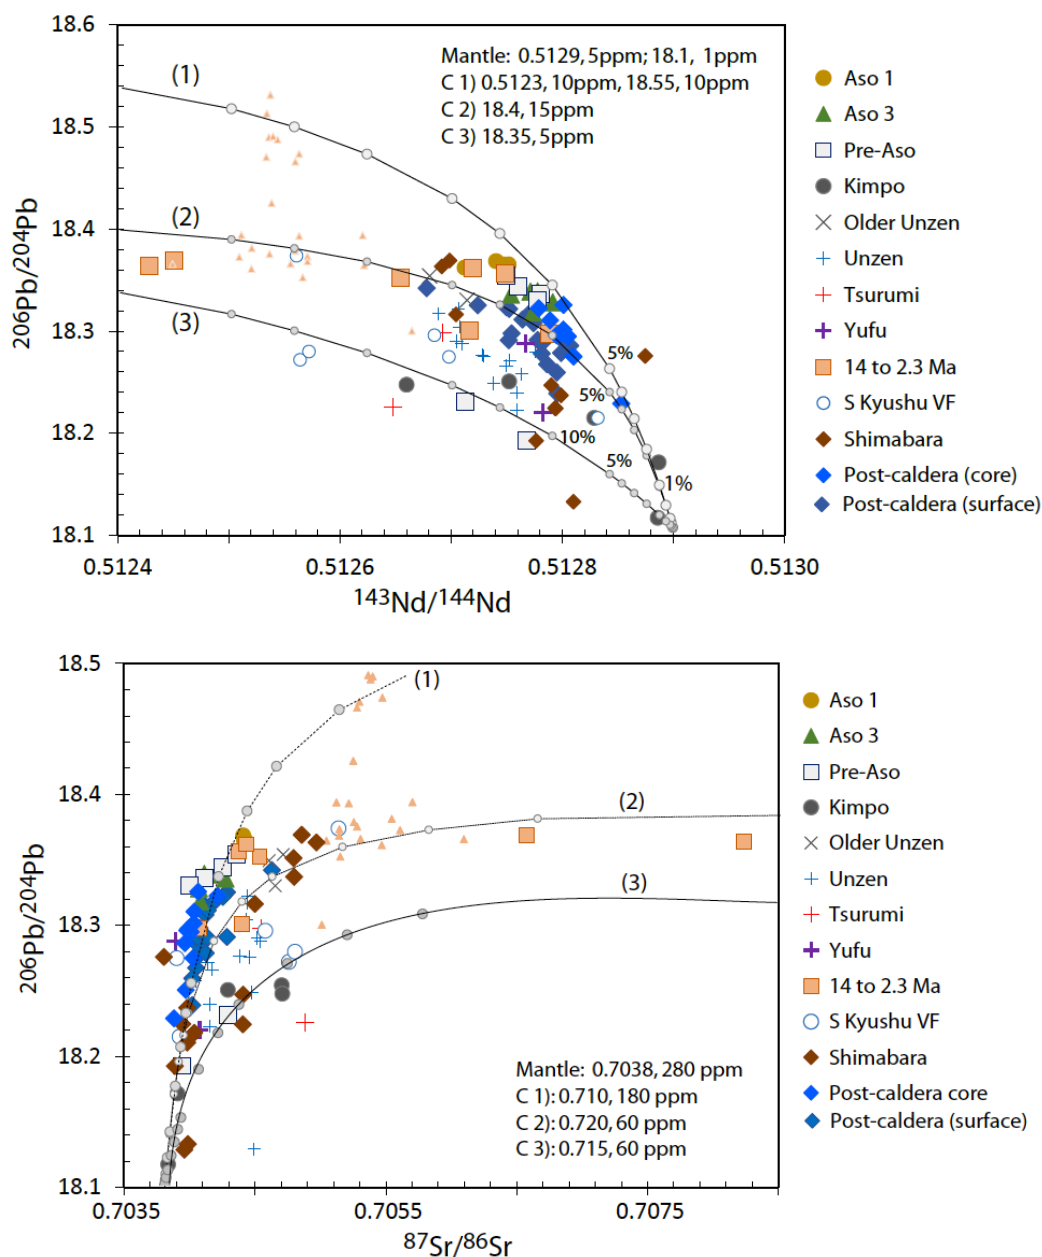 18.6
18.5
18.4
18.3
18.2
18.1
206Pb/204Pb
(1)
(2)
(3)
Mantle: 0.5129, 5ppm; 18.1, 1ppm
C 1) 0.5123, 10ppm, 18.55, 10ppm
C 2) 18.4, 15ppm
C 3) 18.35, 5ppm
5%
5%
10%
5%
1%
0.5124
0.5126
0.5128
0.5130
143Nd/144Nd
Aso 1
Aso 3
Pre-Aso
Kimpo
Older Unzen
Unzen
Tsurumi
Yufu
14 to 2.3 Ma
S Kyushu VF
Shimabara
Post-caldera (core)
Post-caldera (surface)
18.5
18.4
18.3
18.2
18.1
206Pb/204Pb
(1)
(2)
(3)
Mantle: 0.7038, 280 ppm
C 1): 0.710, 180 ppm
C 2): 0.720, 60 ppm
C 3): 0.715, 60 ppm
0.7035
0.7055
0.7075
87Sr/86Sr
Aso 1
Aso 3
Pre-Aso
Kimpo
Older Unzen
Unzen
Tsurumi
Yufu
14 to 2.3 Ma
S Kyushu VF
Shimabara
Post-caldera core
Post-caldera (surface)